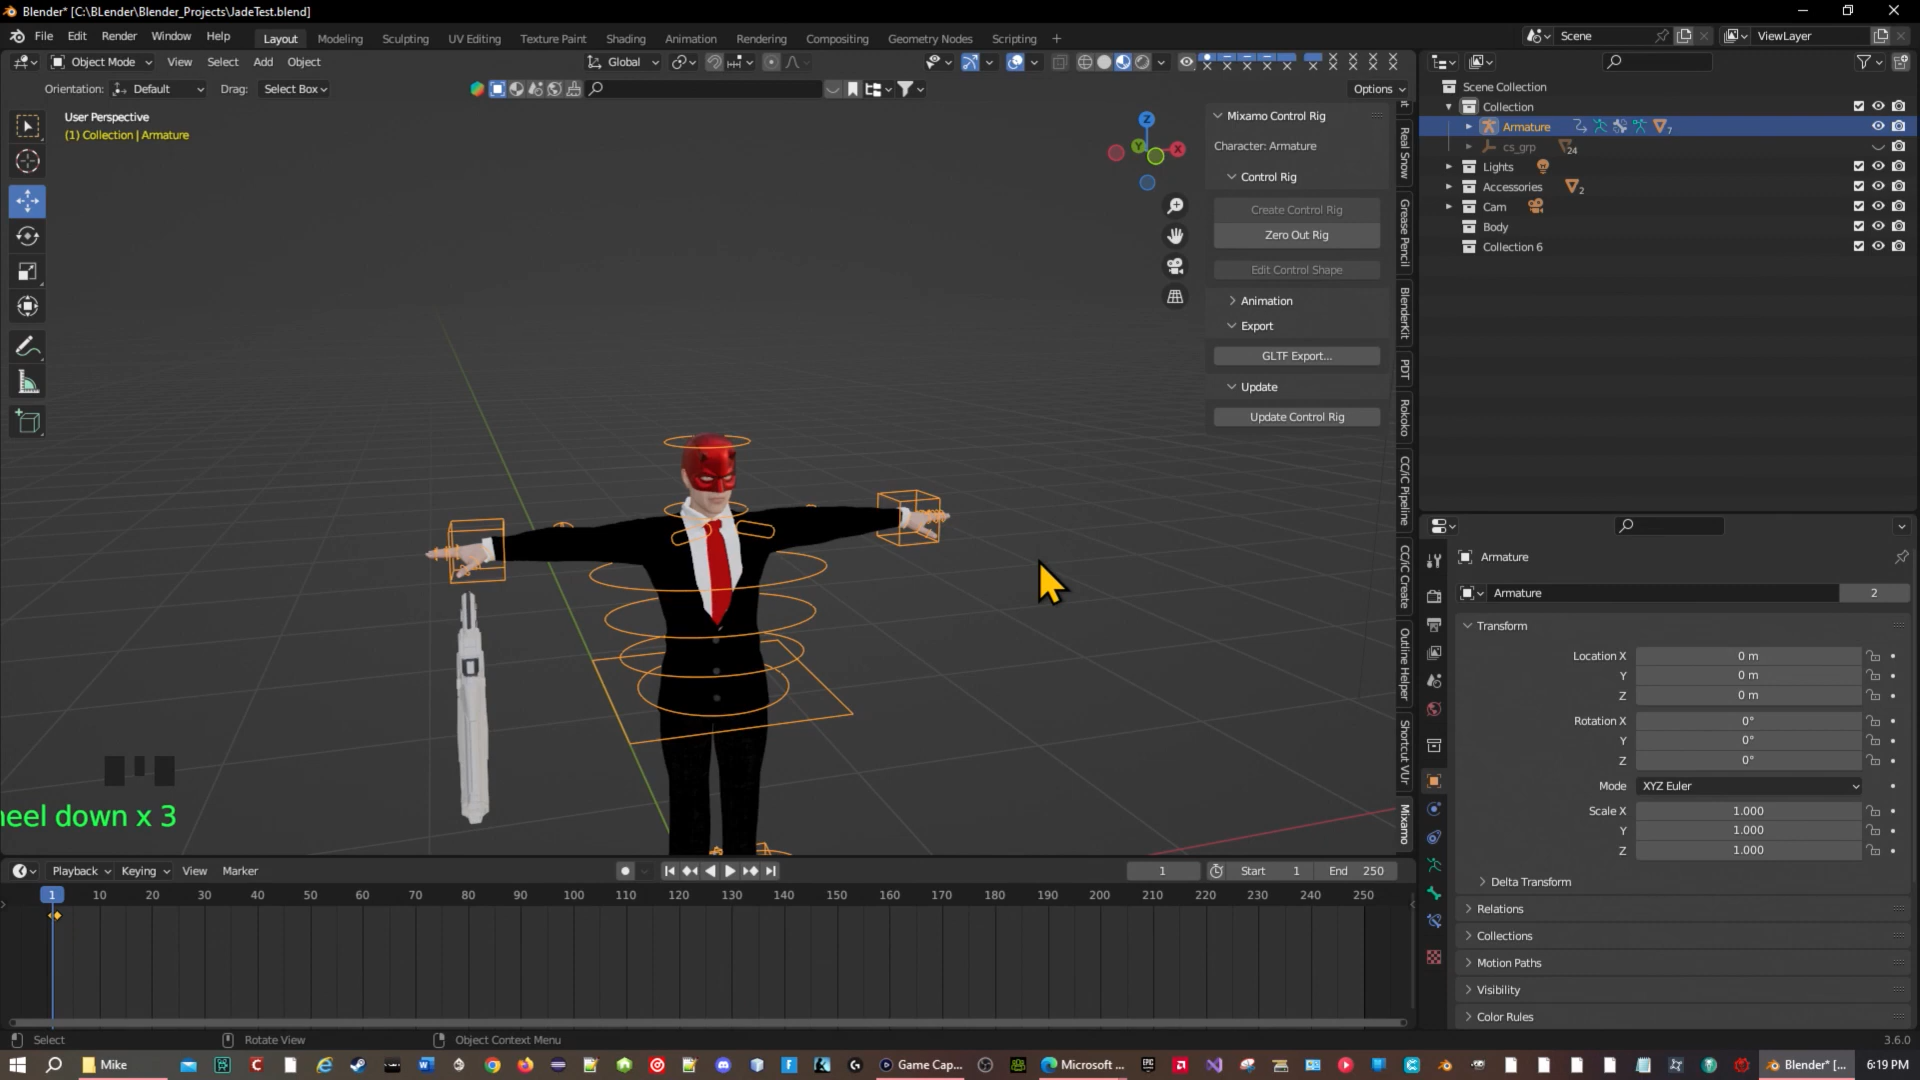 Blender* [C:\BLender\Blender_Projects\JadeTest.blend]
File Edit Render Window Help Layout Modeling Sculpting UV Editing Texture Paint Shading Animation Rendering Compositing Geometry Nodes Scripting + Scene ViewLayer
Object Mode View Select Add Object Global
Orientation: Default Drag: Select Box Options
User Perspective
(1) Collection | Armature
Z
Y X
Mixamo Control Rig
Character: Armature
Control Rig
Create Control Rig
Zero Out Rig
Edit Control Shape
Animation
Export
GLTF Export...
Update
Update Control Rig
Real Snow
Grease Pencil
BlenderKit
PDT
Rokoko
CC/iC Pipeline
CC/iC Create
Outline Helper
Shortcut VUr
Mixamo
Scene Collection
Collection
Armature 7
cs_grp 24
Lights
Accessories 2
Cam
Body
Collection 6
Armature
Armature 2
Transform
Location X 0 m
Y 0 m
Z 0 m
Rotation X 0°
Y 0°
Z 0°
Mode XYZ Euler
Scale X 1.000
Y 1.000
Z 1.000
Delta Transform
Relations
Collections
Motion Paths
Visibility
Color Rules
heel down x 3
Playback Keying View Marker 1 Start 1 End 250
1 10 20 30 40 50 60 70 80 90 100 110 120 130 140 150 160 170 180 190 200 210 220 230 240 250
Select Rotate View Object Context Menu 3.6.0
Mike Game Cap... Microsoft ... Blender* [... 6:19 PM